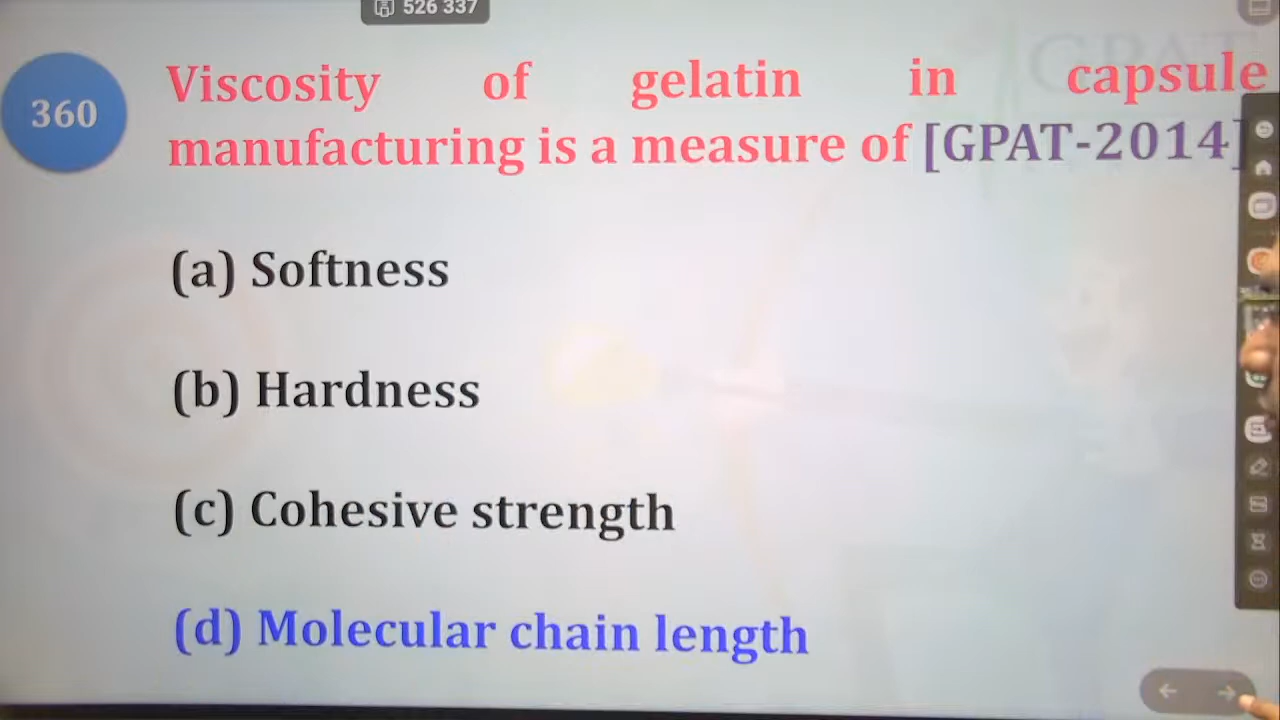 526 337
GPAT
360
Viscosity of gelatin in capsule
manufacturing is a measure of [GPAT-2014]
(a) Softness
(b) Hardness
(c) Cohesive strength
(d) Molecular chain length